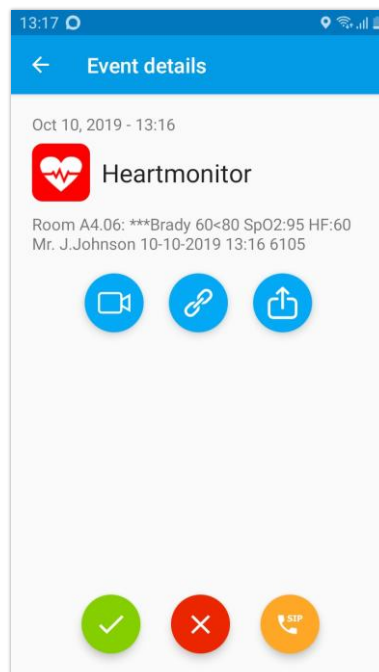 13:17
Event details
Oct 10, 2019 - 13:16
Heartmonitor
Room A4.06: ***Brady 60<80 SpO2:95 HF:60
Mr. J.Johnson 10-10-2019 13:16 6105
SIP